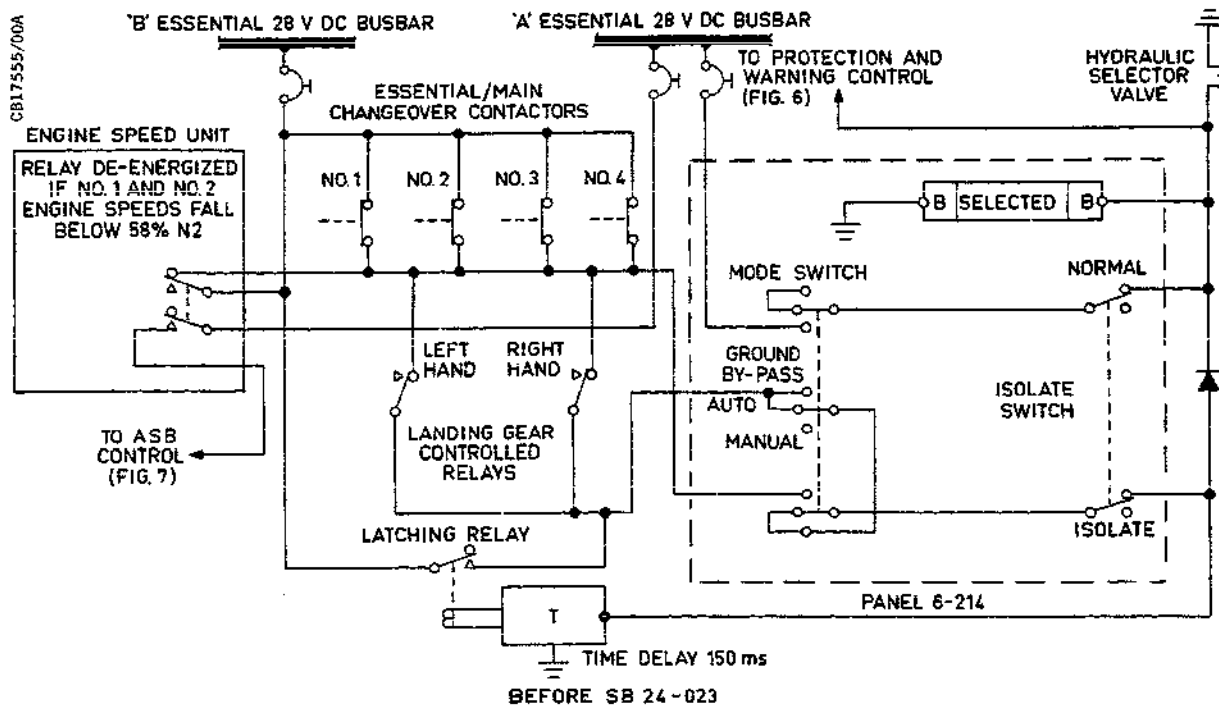 CB17555/00A
'B' ESSENTIAL 28 V DC BUSBAR
'A' ESSENTIAL 28 V DC BUSBAR
TO PROTECTION AND
WARNING CONTROL
(FIG. 6)
HYDRAULIC
SELECTOR
VALVE
ESSENTIAL/MAIN
CHANGEOVER CONTACTORS
ENGINE SPEED UNIT
RELAY DE-ENERGIZED
IF NO. 1 AND NO. 2
ENGINE SPEEDS FALL
BELOW 58% N2
NO. 1
NO. 2
NO. 3
NO. 4
B SELECTED B
MODE SWITCH
NORMAL
LEFT
HAND
RIGHT
HAND
GROUND
BY-PASS
AUTO
MANUAL
ISOLATE
SWITCH
TO ASB
CONTROL
(FIG. 7)
LANDING GEAR
CONTROLLED
RELAYS
LATCHING RELAY
ISOLATE
T
PANEL 6-214
TIME DELAY 150 ms
BEFORE SB 24-023